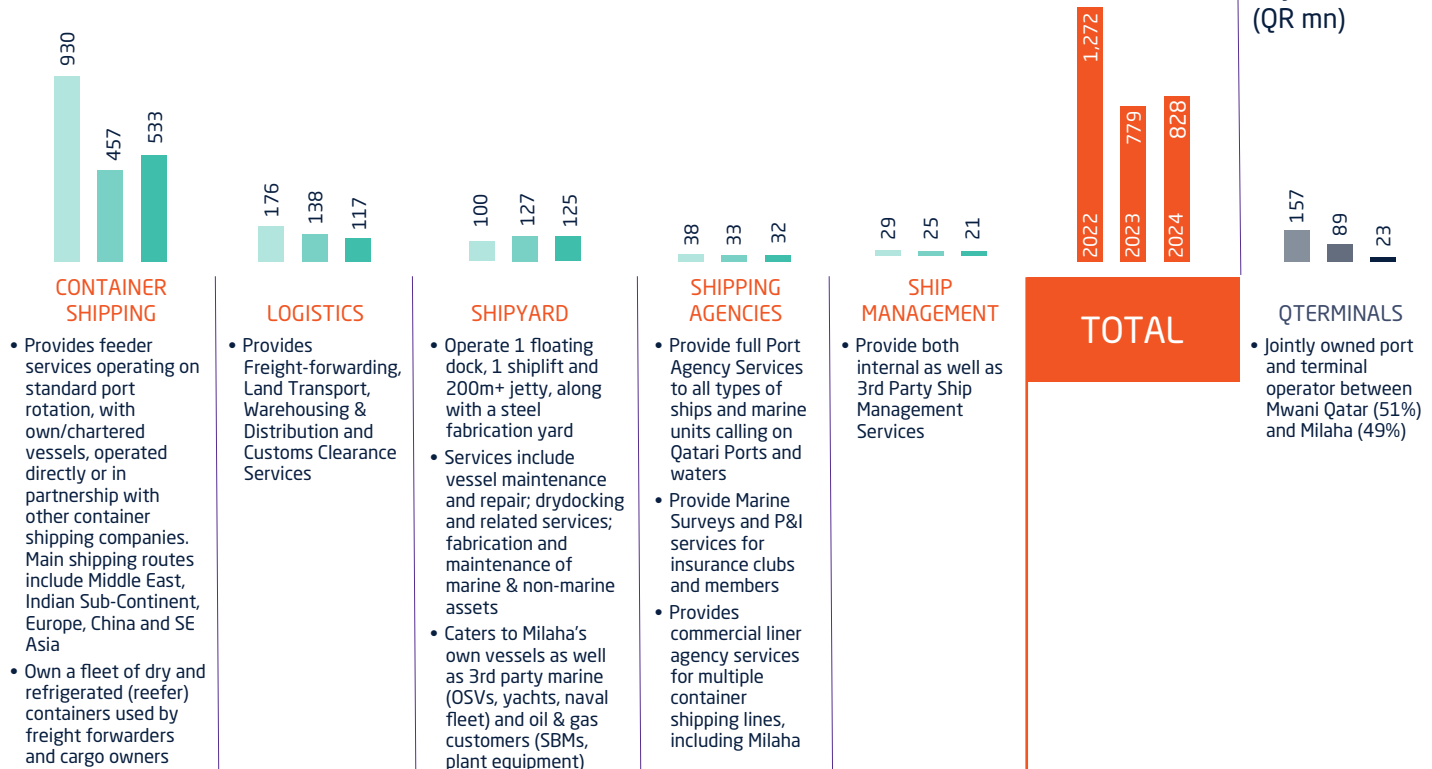 (QR mn)
930
457
533
176
138
117
100
127
125
38
33
32
29
25
21
1,272
779
828
2022
2023
2024
157
89
23
CONTAINER
SHIPPING
• Provides feeder
services operating on
standard port
rotation, with
own/chartered
vessels, operated
directly or in
partnership with
other container
shipping companies.
Main shipping routes
include Middle East,
Indian Sub-Continent,
Europe, China and SE
Asia
• Own a fleet of dry and
refrigerated (reefer)
containers used by
freight forwarders
and cargo owners
LOGISTICS
• Provides
Freight-forwarding,
Land Transport,
Warehousing &
Distribution and
Customs Clearance
Services
SHIPYARD
• Operate 1 floating
dock, 1 shiplift and
200m+ jetty, along
with a steel
fabrication yard
• Services include
vessel maintenance
and repair; drydocking
and related services;
fabrication and
maintenance of
marine & non-marine
assets
• Caters to Milaha's
own vessels as well
as 3rd party marine
(OSVs, yachts, naval
fleet) and oil & gas
customers (SBMs,
plant equipment)
SHIPPING
AGENCIES
• Provide full Port
Agency Services
to all types of
ships and marine
units calling on
Qatari Ports and
waters
• Provide Marine
Surveys and P&I
services for
insurance clubs
and members
• Provides
commercial liner
agency services
for multiple
container
shipping lines,
including Milaha
SHIP
MANAGEMENT
• Provide both
internal as well as
3rd Party Ship
Management
Services
TOTAL
QTERMINALS
• Jointly owned port
and terminal
operator between
Mwani Qatar (51%)
and Milaha (49%)